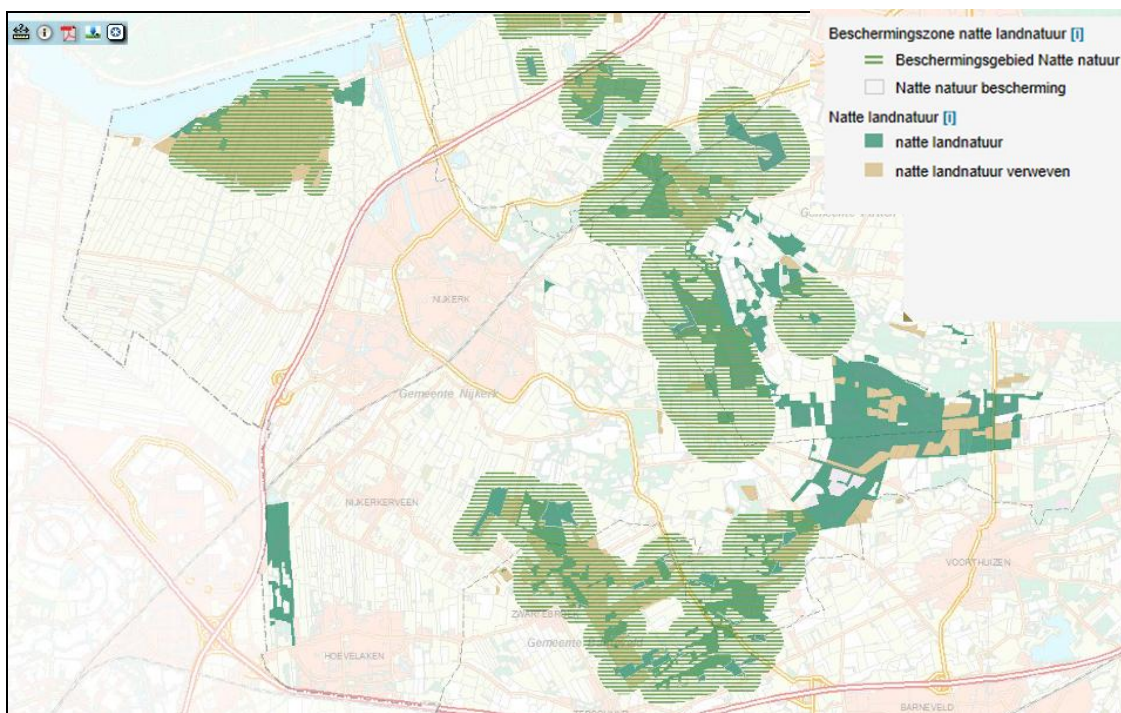 Beschermingszone natte landnatuur [i]
Beschermingsgebied Natte natuur
Natte natuur bescherming
Natte landnatuur [i]
natte landnatuur
natte landnatuur verweven
NIJKERK
Gemeente Nijkerk
NIJKERKERVEEN
VOORTHUIZEN
HOEVELAKEN
BARNEVELD